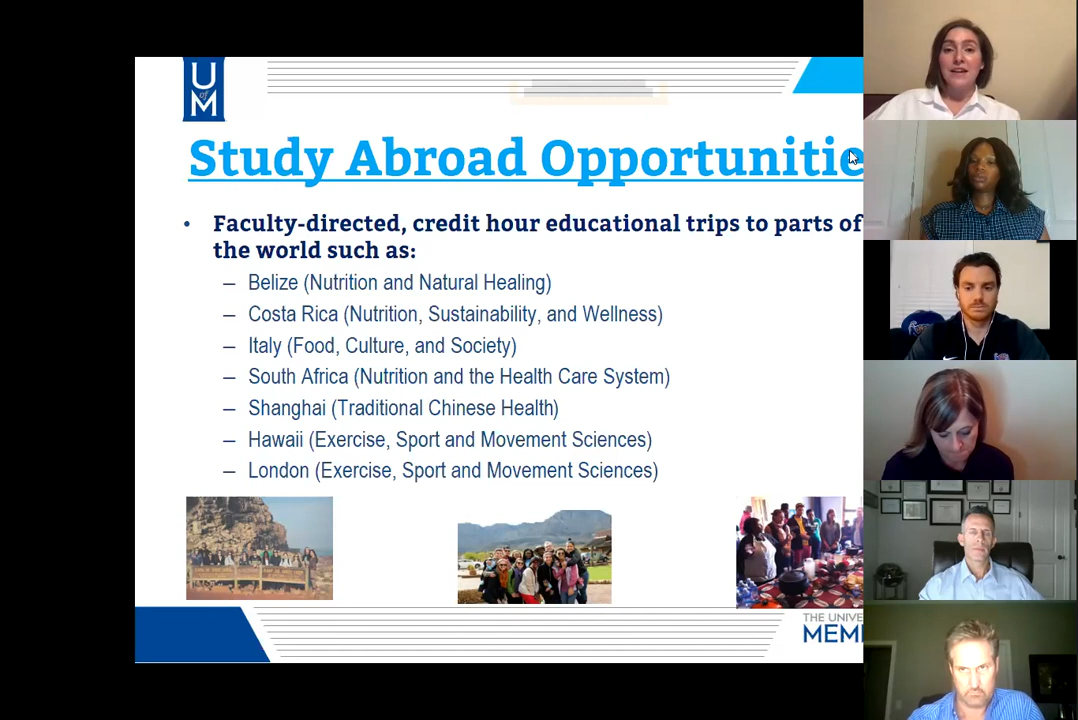 U
of
M
Study Abroad Opportunitie
• Faculty-directed, credit hour educational trips to parts of
the world such as:
– Belize (Nutrition and Natural Healing)
– Costa Rica (Nutrition, Sustainability, and Wellness)
– Italy (Food, Culture, and Society)
– South Africa (Nutrition and the Health Care System)
– Shanghai (Traditional Chinese Health)
– Hawaii (Exercise, Sport and Movement Sciences)
– London (Exercise, Sport and Movement Sciences)
THE UNIVE
MEM